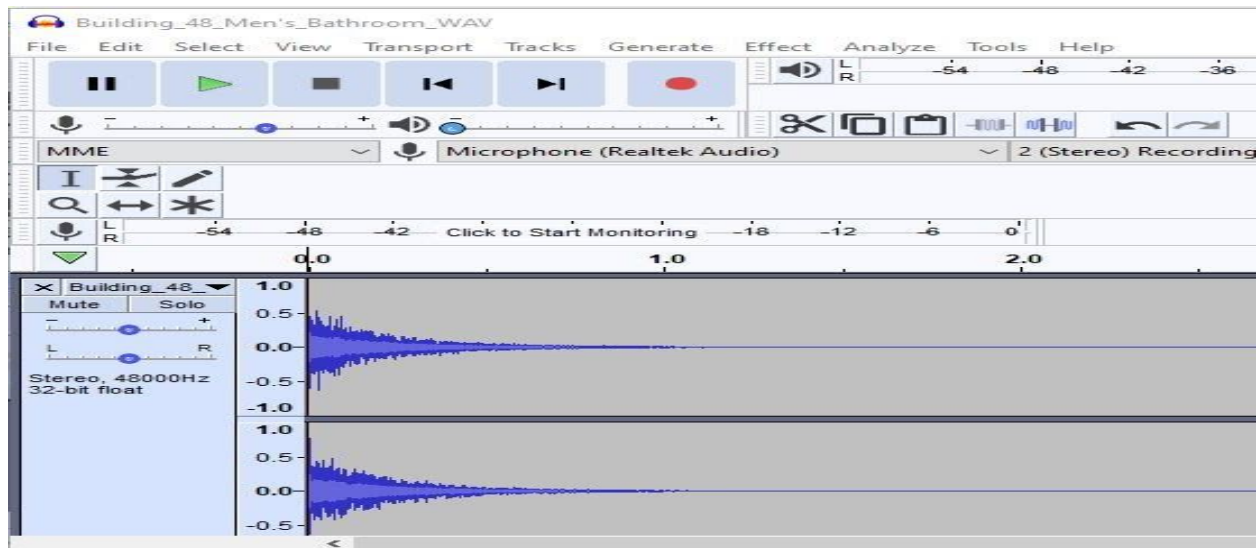 Building_48_Men's_Bathroom_WAV
File Edit Select View Transport Tracks Generate Effect Analyze Tools Help
L
R
-54 -48 -42 -36
- + - +
MME Microphone (Realtek Audio) 2 (Stereo) Recording
L
R
-54 -48 -42 Click to Start Monitoring -18 -12 -6 0
0.0 1.0 2.0
× Building_48_
Mute Solo
- +
L R
Stereo, 48000Hz
32-bit float
1.0
0.5
0.0
-0.5
-1.0
1.0
0.5
0.0
-0.5